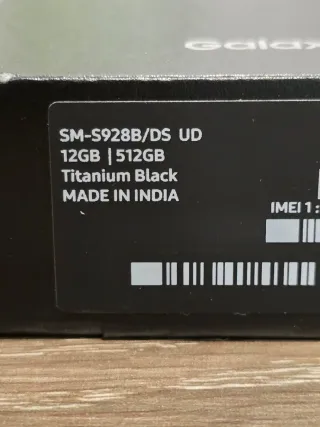 SM-S928B/DS UD
12GB | 512GB
Titanium Black
MADE IN INDIA
IMEI 1 :